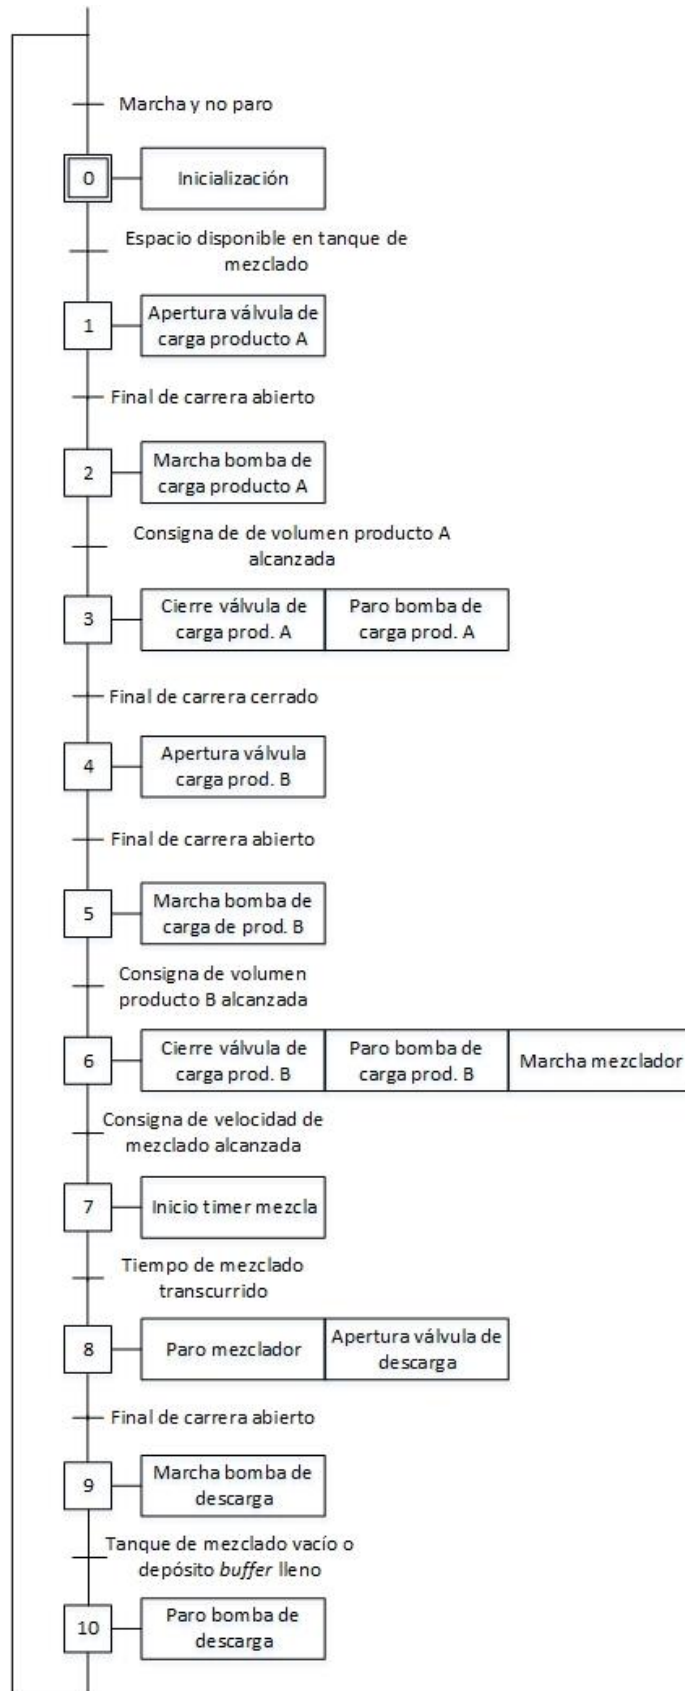 Marcha y no paro
0
Inicialización
Espacio disponible en tanque de
mezclado
1
Apertura válvula de
carga producto A
Final de carrera abierto
2
Marcha bomba de
carga producto A
Consigna de de volumen producto A
alcanzada
3
Cierre válvula de
carga prod. A
Paro bomba de
carga prod. A
Final de carrera cerrado
4
Apertura válvula
carga prod. B
Final de carrera abierto
5
Marcha bomba de
carga de prod. B
Consigna de volumen
producto B alcanzada
6
Cierre válvula de
carga prod. B
Paro bomba de
carga prod. B
Marcha mezclador
Consigna de velocidad de
mezclado alcanzada
7
Inicio timer mezcla
Tiempo de mezclado
transcurrido
8
Paro mezclador
Apertura válvula de
descarga
Final de carrera abierto
9
Marcha bomba de
descarga
Tanque de mezclado vacío o
depósito buffer lleno
10
Paro bomba de
descarga